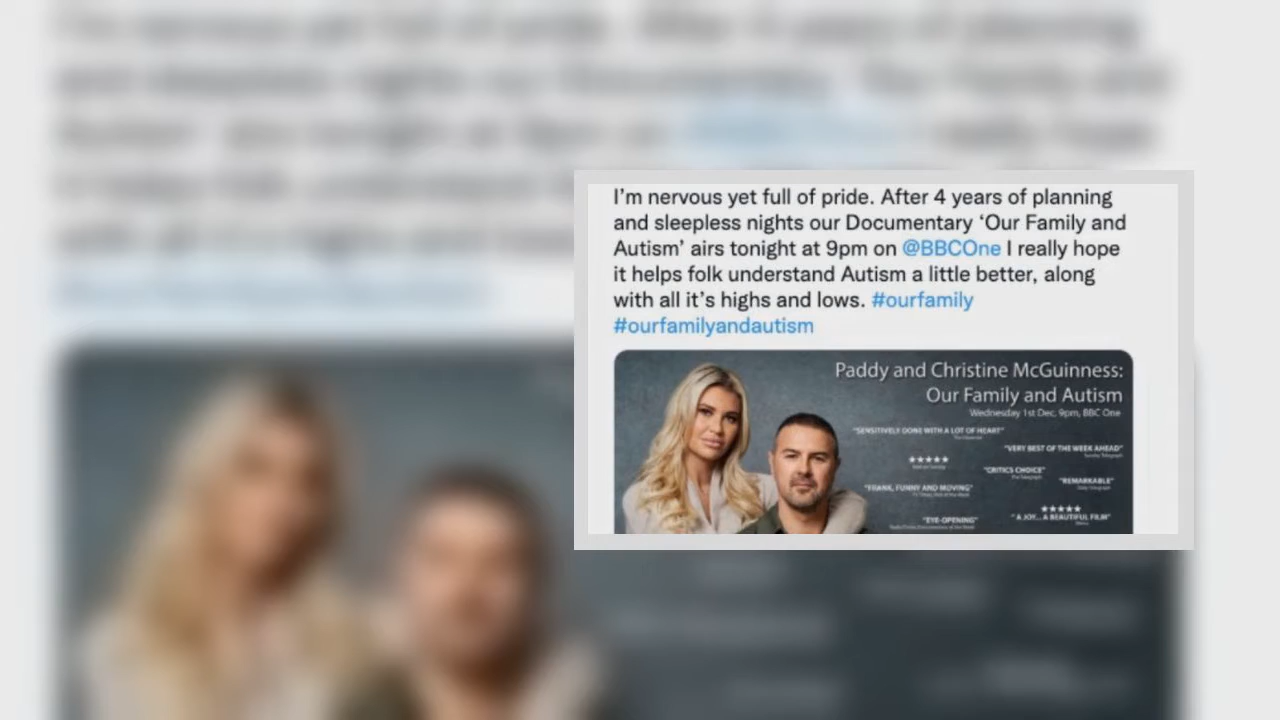 I'm nervous yet full of pride. After 4 years of planning
and sleepless nights our Documentary ‘Our Family and
Autism’ airs tonight at 9pm on @BBCOne I really hope
it helps folk understand Autism a little better, along
with all it's highs and lows. #ourfamily
#ourfamilyandautism
Paddy and Christine McGuinness:
Our Family and Autism
Wednesday 1st Dec, 9pm, BBC One
"SENSITIVELY DONE WITH A LOT OF HEART"
"VERY BEST OF THE WEEK AHEAD"
"CRITICS CHOICE"
"REMARKABLE"
"FRANK, FUNNY AND MOVING"
"EYE-OPENING"
"A JOY... A BEAUTIFUL FILM"